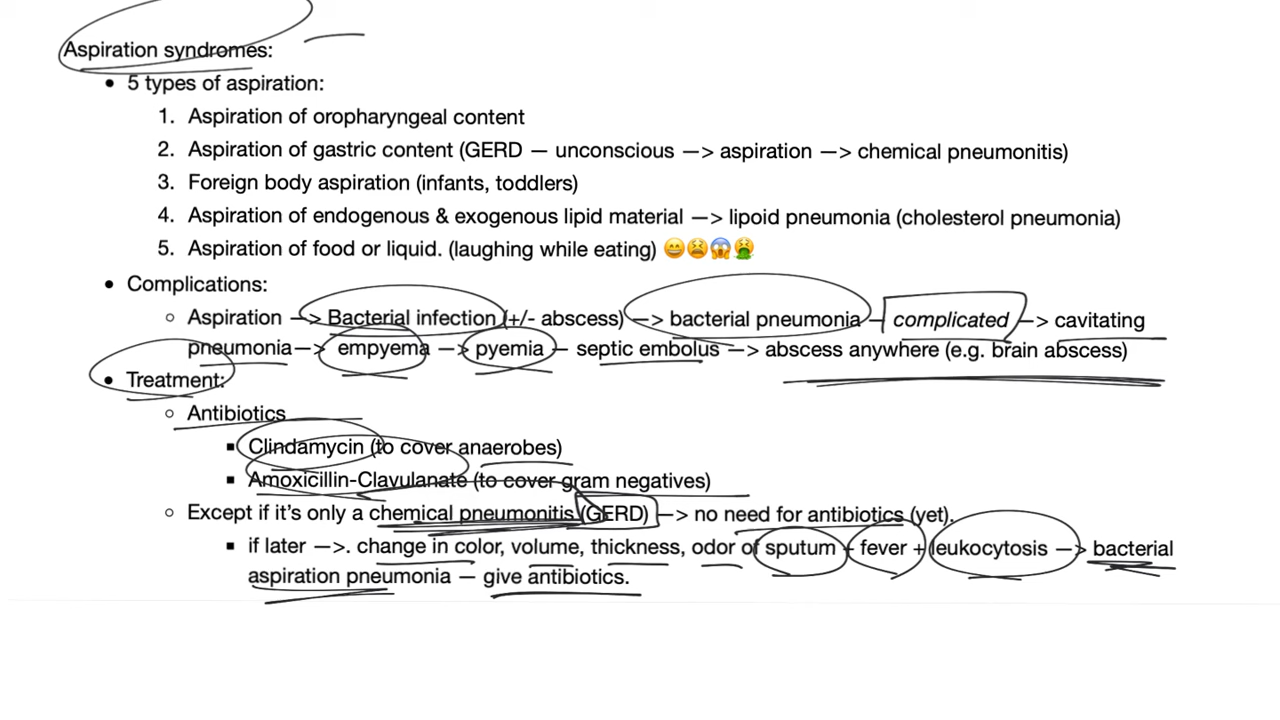 Aspiration syndromes:
• 5 types of aspiration:
1. Aspiration of oropharyngeal content
2. Aspiration of gastric content (GERD — unconscious —> aspiration —> chemical pneumonitis)
3. Foreign body aspiration (infants, toddlers)
4. Aspiration of endogenous & exogenous lipid material —> lipoid pneumonia (cholesterol pneumonia)
5. Aspiration of food or liquid. (laughing while eating) 😄😫😱🤮
• Complications:
◦ Aspiration —> Bacterial infection (+/- abscess) —> bacterial pneumonia — complicated —> cavitating
pneumonia—> empyema —> pyemia — septic embolus —> abscess anywhere (e.g. brain abscess)
• Treatment:
◦ Antibiotics
▪ Clindamycin (to cover anaerobes)
▪ Amoxicillin-Clavulanate (to cover gram negatives)
◦ Except if it’s only a chemical pneumonitis (GERD) —> no need for antibiotics (yet).
▪ if later —>. change in color, volume, thickness, odor of sputum + fever + leukocytosis —> bacterial
aspiration pneumonia — give antibiotics.